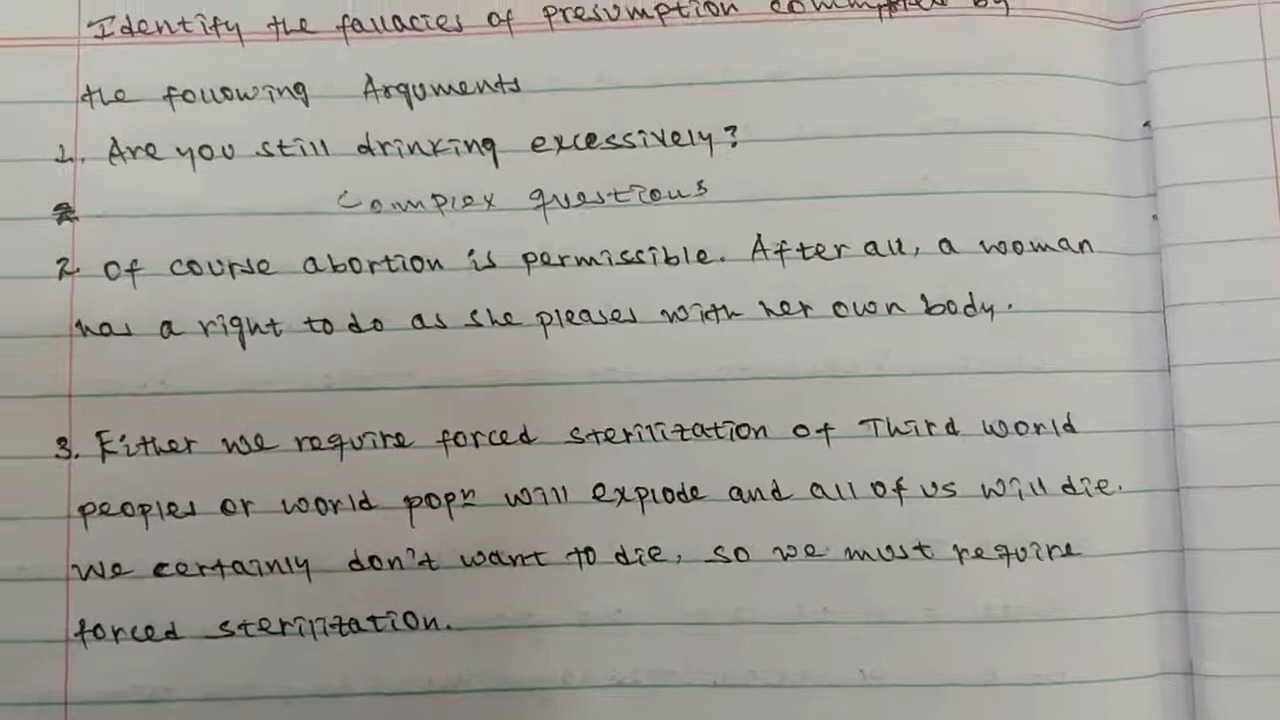 Identify the fallacies of presumption committed by
the following Arguments
1. Are you still drinking excessively?
Complex questions
2. Of course abortion is permissible. After all, a woman
has a right to do as she pleases with her own body.
3. Either we require forced sterilization of Third world
peoples or world popn will explode and all of us will die.
We certainly don't want to die, so we must require
forced sterilization.